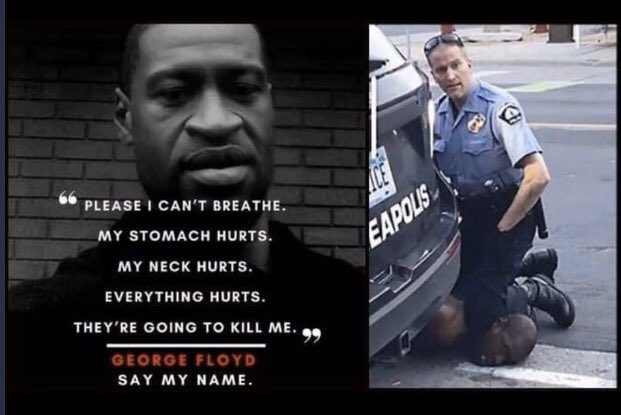 “ PLEASE I CAN'T BREATHE.
MY STOMACH HURTS.
MY NECK HURTS.
EVERYTHING HURTS.
THEY'RE GOING TO KILL ME. ”
GEORGE FLOYD
SAY MY NAME.
ICE
EAPOLIS